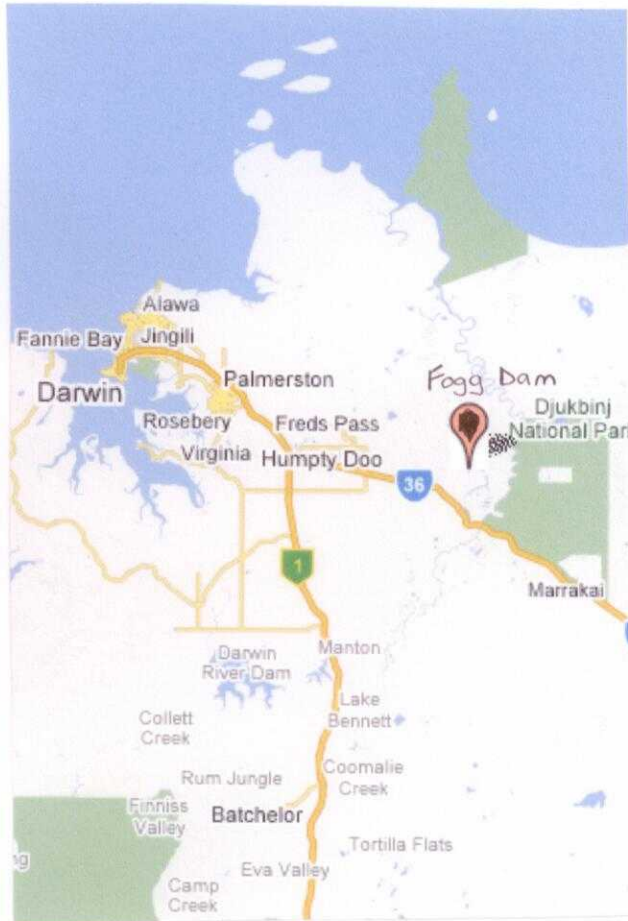 Alawa
Fannie Bay Jingili
Darwin
Palmerston
Fogg Dam
Rosebery
Freds Pass
Djukbinj
National Park
Virginia
Humpty Doo
36
1
Marrakai
Darwin
River Dam
Manton
Lake
Bennett
Collett
Creek
Rum Jungle
Coomalie
Creek
Finniss
Valley
Batchelor
Tortilla Flats
Eva Valley
Camp
Creek
ng